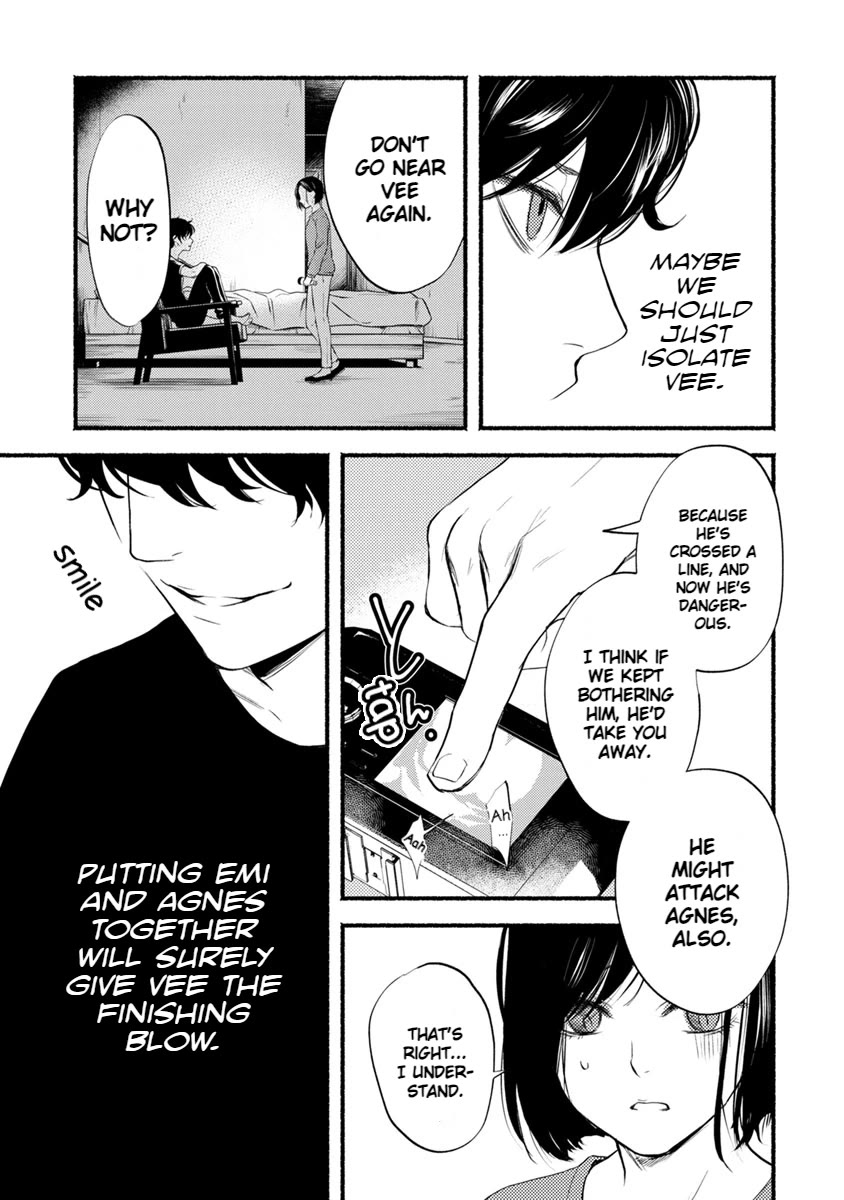 MAYBE
WE
SHOULD
JUST
ISOLATE
VEE.
DON'T
GO NEAR
VEE
AGAIN.
WHY
NOT?
BECAUSE
HE'S
CROSSED A
LINE, AND
NOW HE'S
DANGER-
OUS.
I THINK IF
WE KEPT
BOTHERING
HIM, HE'D
TAKE YOU
AWAY.
HE
MIGHT
ATTACK
AGNES,
ALSO.
トん。
tap
Ah
...
Aah
smile
PUTTING EMI
AND AGNES
TOGETHER
WILL SURELY
GIVE VEE THE
FINISHING
BLOW.
THAT'S
RIGHT...
I UNDER-
STAND.